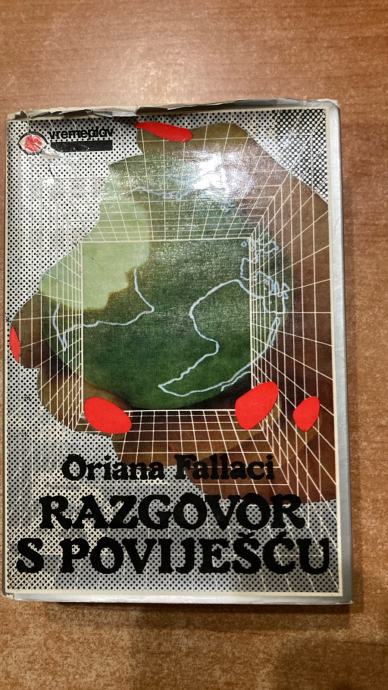 vremeplov
Oriana Fallaci
RAZGOVOR
S POVIJEŠĆU